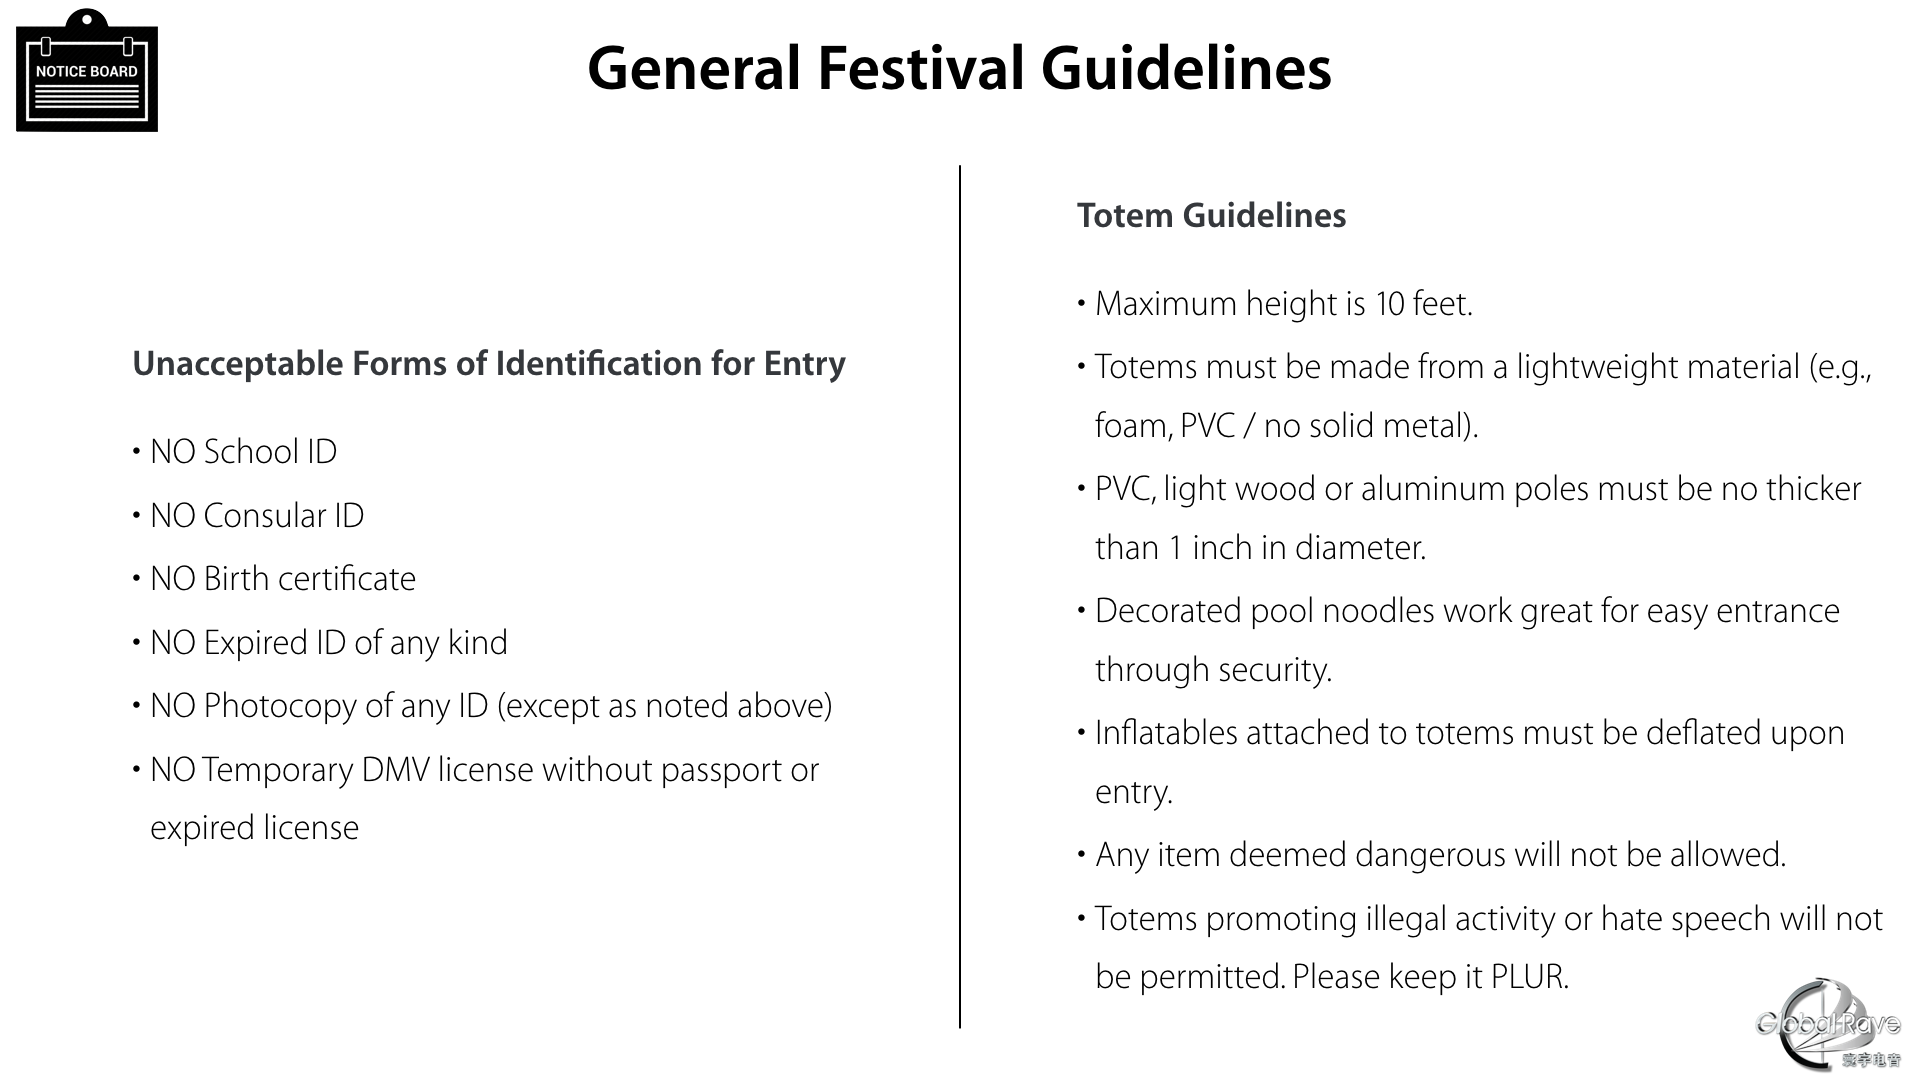 NOTICE BOARD
General Festival Guidelines
Unacceptable Forms of Identification for Entry
• NO School ID
• NO Consular ID
• NO Birth certificate
• NO Expired ID of any kind
• NO Photocopy of any ID (except as noted above)
• NO Temporary DMV license without passport or
expired license
Totem Guidelines
• Maximum height is 10 feet.
• Totems must be made from a lightweight material (e.g.,
foam, PVC / no solid metal).
• PVC, light wood or aluminum poles must be no thicker
than 1 inch in diameter.
• Decorated pool noodles work great for easy entrance
through security.
• Inflatables attached to totems must be deflated upon
entry.
• Any item deemed dangerous will not be allowed.
• Totems promoting illegal activity or hate speech will not
be permitted. Please keep it PLUR.
Global Rave
寰宇电音